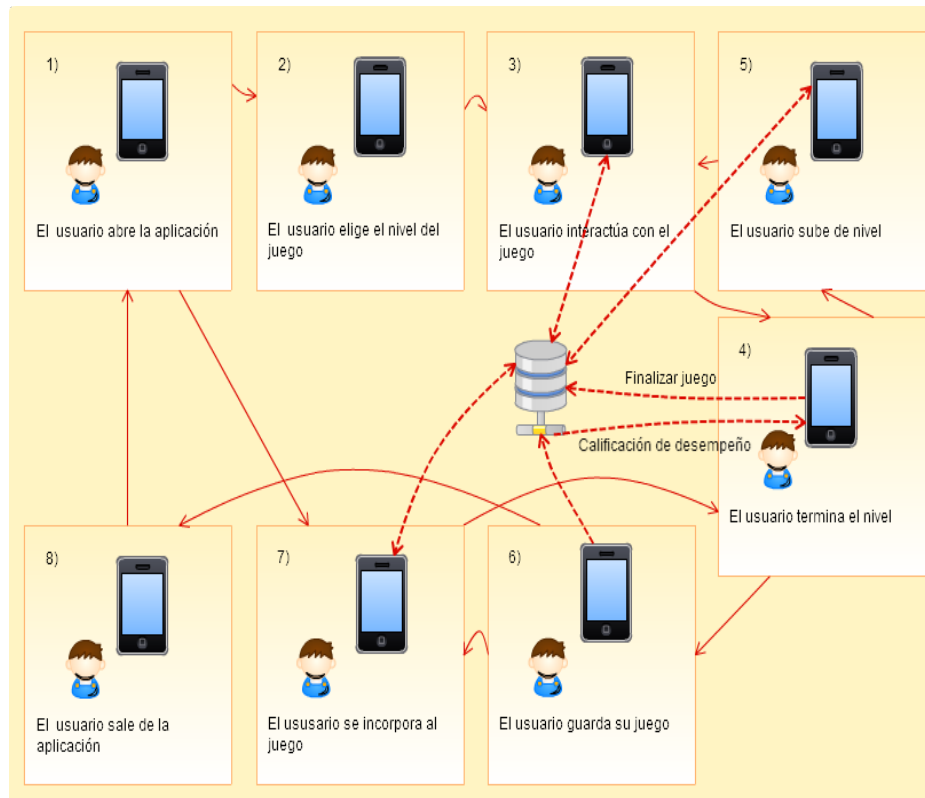 1)
El usuario abre la aplicación
2)
El usuario elige el nivel del
juego
3)
El usuario interactúa con el
juego
5)
El usuario sube de nivel
4)
Finalizar juego
Calificación de desempeño
El usuario termina el nivel
8)
El usuario sale de la
aplicación
7)
El ususario se incorpora al
juego
6)
El usuario guarda su juego